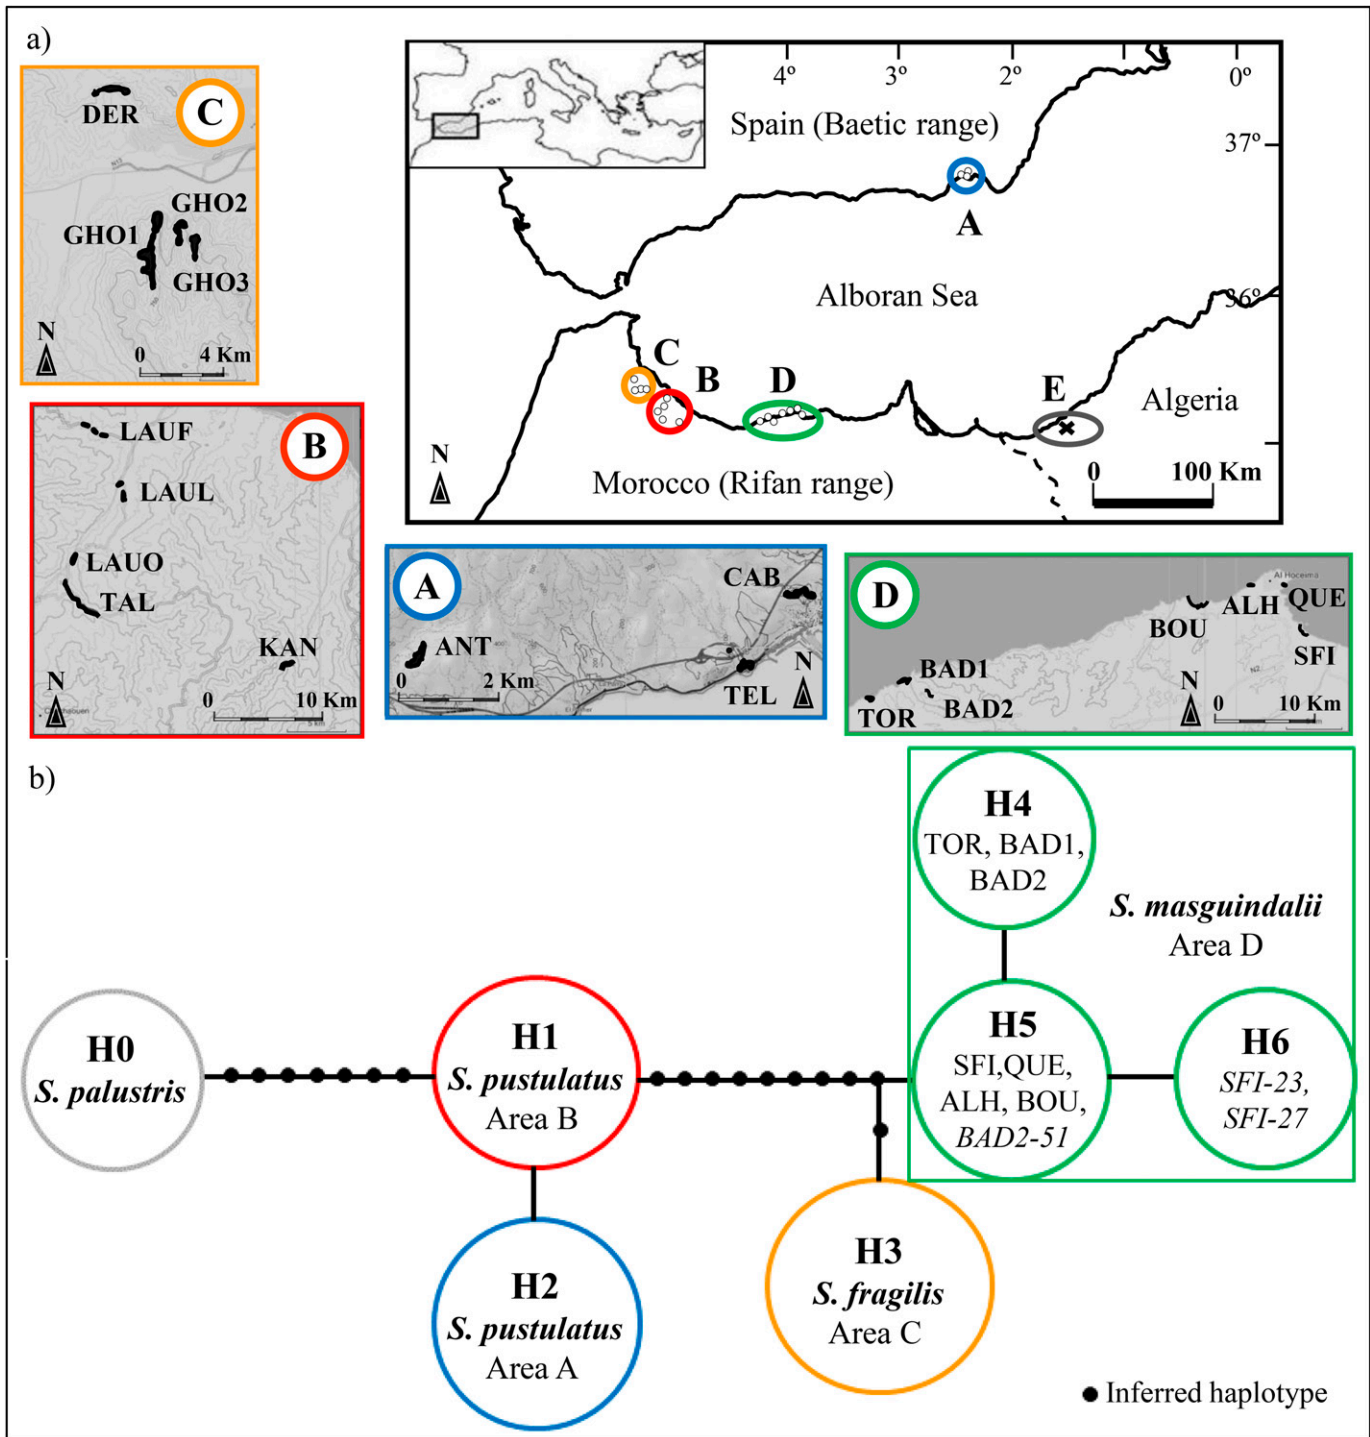 a)
C
DER
GHO2
GHO1
GHO3
N
0 4 Km
4º 3º 2º 0º
Spain (Baetic range)
37º
A
Alboran Sea
36º
C
B
D
E
Algeria
N
Morocco (Rifan range)
0 100 Km
B
LAUF
LAUL
LAUO
TAL
KAN
N
0 10 Km
A
CAB
ANT
N
0 2 Km
TEL
D
Al Hoceima
ALH QUE
BOU
SFI
BAD1
N
BAD2
TOR
0 10 Km
b)
H4
TOR, BAD1,
BAD2
S. masguindalii
Area D
H0
S. palustris
H1
S. pustulatus
Area B
H5
SFI,QUE,
ALH, BOU,
BAD2-51
H6
SFI-23,
SFI-27
H2
S. pustulatus
Area A
H3
S. fragilis
Area C
Inferred haplotype